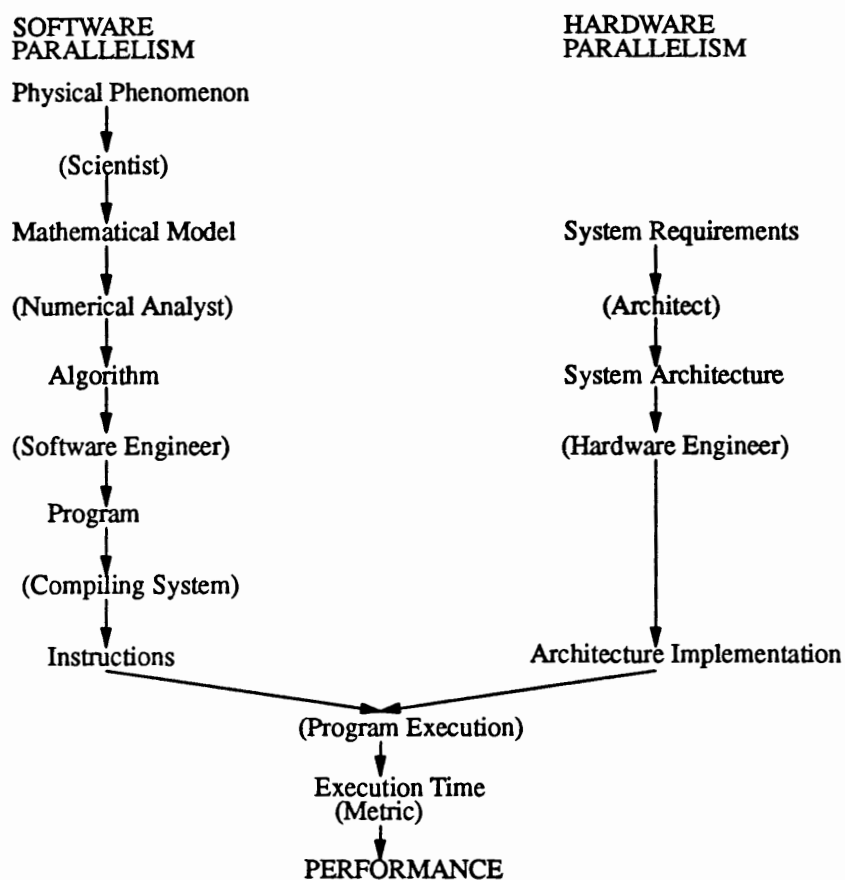 SOFTWARE
PARALLELISM
Physical Phenomenon
(Scientist)
Mathematical Model
(Numerical Analyst)
Algorithm
(Software Engineer)
Program
(Compiling System)
Instructions
HARDWARE
PARALLELISM
System Requirements
(Architect)
System Architecture
(Hardware Engineer)
Architecture Implementation
(Program Execution)
Execution Time
(Metric)
PERFORMANCE